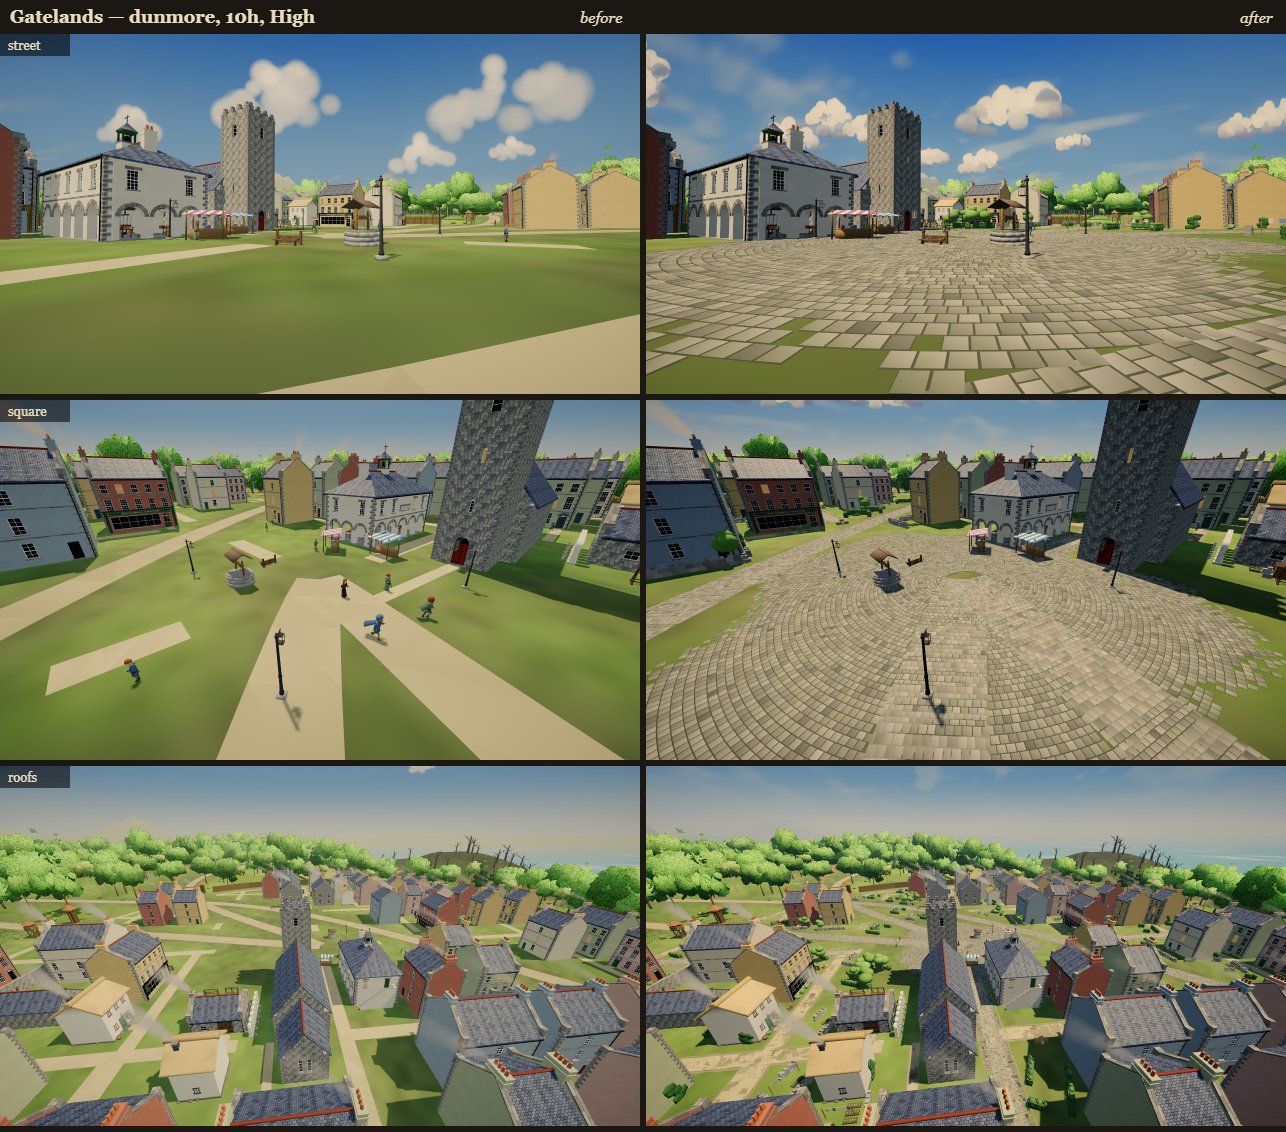 Gatelands — dunmore, 10h, High
before
after
street
square
roofs